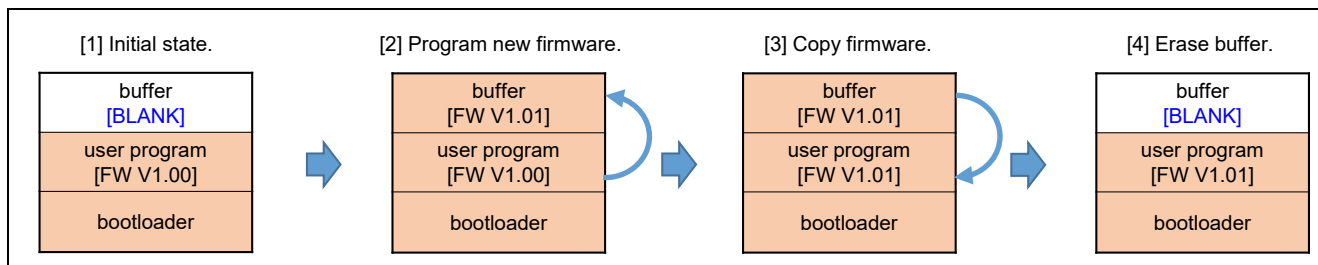 [1] Initial state.
buffer
[BLANK]
user program
[FW V1.00]
bootloader
[2] Program new firmware.
buffer
[FW V1.01]
user program
[FW V1.00]
bootloader
[3] Copy firmware.
buffer
[FW V1.01]
user program
[FW V1.01]
bootloader
[4] Erase buffer.
buffer
[BLANK]
user program
[FW V1.01]
bootloader